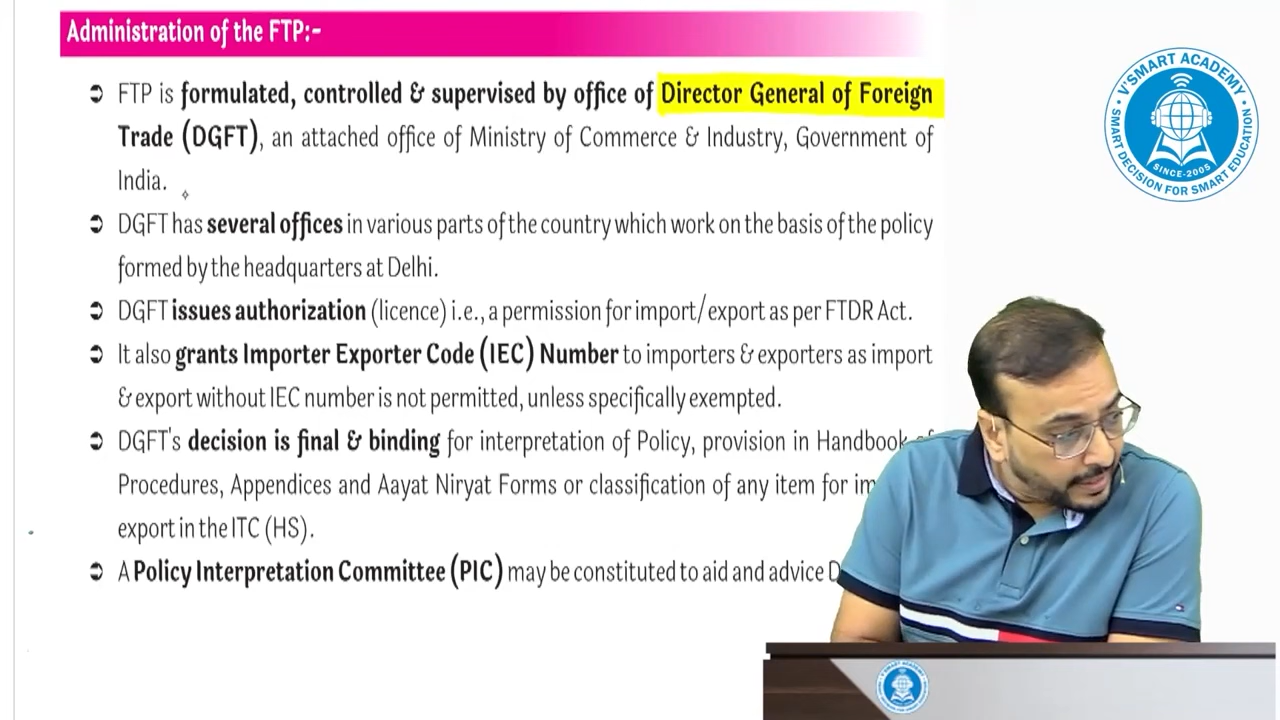 Administration of the FTP:-
➲ FTP is formulated, controlled & supervised by office of Director General of Foreign
Trade (DGFT), an attached office of Ministry of Commerce & Industry, Government of
India.
➲ DGFT has several offices in various parts of the country which work on the basis of the policy
formed by the headquarters at Delhi.
➲ DGFT issues authorization (licence) i.e., a permission for import/export as per FTDR Act.
➲ It also grants Importer Exporter Code (IEC) Number to importers & exporters as import
& export without IEC number is not permitted, unless specifically exempted.
➲ DGFT's decision is final & binding for interpretation of Policy, provision in Handbook of
Procedures, Appendices and Aayat Niryat Forms or classification of any item for
export in the ITC (HS).
➲ A Policy Interpretation Committee (PIC) may be constituted to aid and advice
V'SMART ACADEMY
SINCE-2005
SMART DECISION FOR SMART EDUCATION